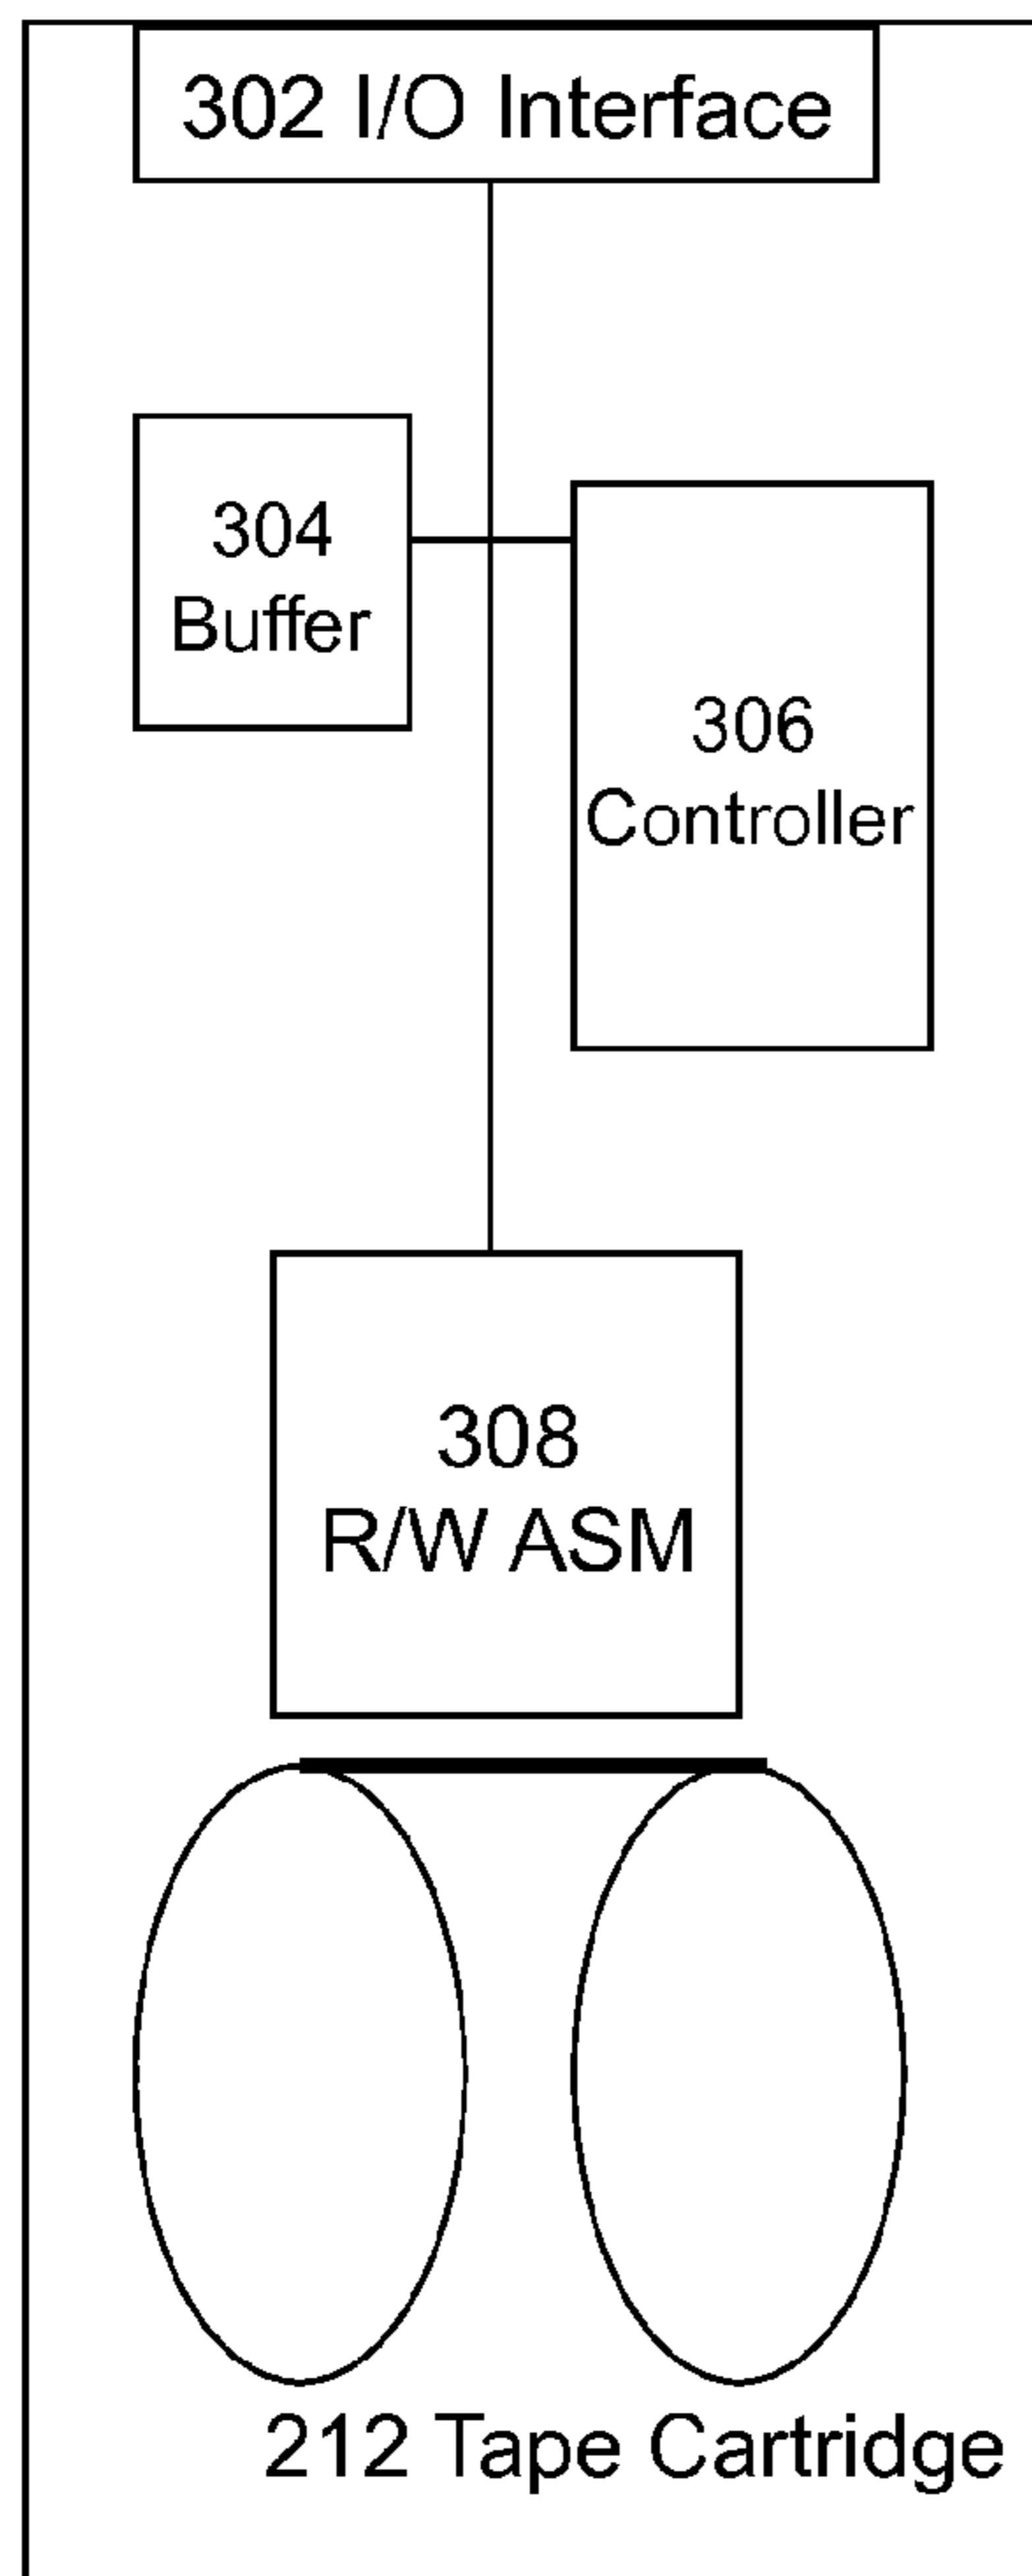 302 I/O Interface
304
Buffer
306
Controller
308
R/W ASM
212 Tape Cartridge